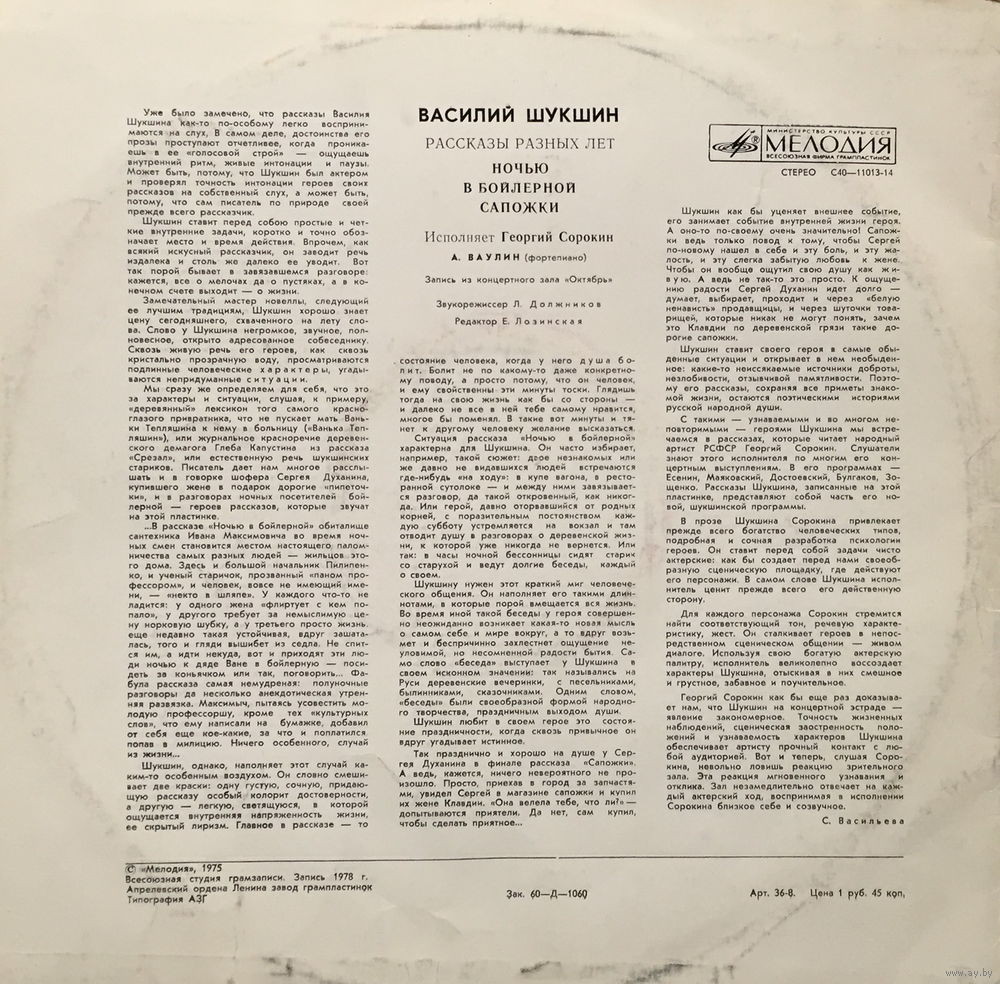 Уже было замечено, что рассказы Василия
Шукшина как-то по-особому легко восприни-
маются на слух. В самом деле, достоинства его
прозы проступают отчетливее, когда проника-
ешь в ее «голосовой строй» — ощущаешь
внутренний ритм, живые интонации и паузы.
Может быть, потому, что Шукшин был актером
и проверял точность интонации героев своих
рассказов на собственный слух, а может быть,
потому, что сам писатель по природе своей
прежде всего рассказчик.
Шукшин ставит перед собою простые и чет-
кие внутренние задачи, коротко и точно обоз-
начает место и время действия. Впрочем, как
всякий искусный рассказчик, он заводит речь
издалека и столь же далеко ее уводит. Вот
так порой бывает в завязавшемся разговоре:
кажется, все о мелочах да о пустяках, а в ко-
нечном счете выходит — о жизни.
Замечательный мастер новеллы, следующий
ее лучшим традициям, Шукшин хорошо знает
цену сегодняшнего, схваченного на лету сло-
ва. Слово у Шукшина негромкое, звучное, пол-
новесное, открыто адресованное собеседнику.
Сквозь живую речь его героев, как сквозь
кристально прозрачную воду, просматриваются
подлинные человеческие характеры, угады-
ваются непридуманные ситуации.
Мы сразу же определяем для себя, что это
за характеры и ситуации, слушая, к примеру,
«деревянный» лексикон того самого красно-
глазого привратника, что не пускает мать Вань-
ки Тепляшина к нему в больницу («Ванька Теп-
ляшин»), или журнальное красноречие деревен-
ского демагога Глеба Капустина из рассказа
«Срезал», или естественную речь шукшинских
стариков. Писатель дает нам многое расслы-
шать и в говорке шофера Сергея Духанина,
купившего жене в подарок дорогие «пипеточ-
ки», и в разговорах ночных посетителей бой-
лерной — героев рассказов, которые звучат
на этой пластинке.
...В рассказе «Ночью в бойлерной» обиталище
сантехника Ивана Максимовича во время ноч-
ных смен становится местом настоящего палом-
ничества самых разных людей — жильцов это-
го дома. Здесь и большой начальник Пилипен-
ко, и ученый старичок, прозванный «паном про-
фессором», и человек, вовсе не имеющий име-
ни, — «некто в шляпе». У каждого что-то не
ладится: у одного жена «флиртует с кем по-
пало», у другого требует за немыслимую це-
ну норковую шубку, а у третьего просто жизнь,
еще недавно такая устойчивая, вдруг зашата-
лась, того и гляди вышибет из седла. Не спит-
ся им, а идти некуда, вот и приходят эти лю-
ди ночью к дяде Ване в бойлерную — поси-
деть за коньячком или так, поговорить... Фа-
була рассказа самая немудреная: полуночные
разговоры да несколько анекдотическая утрен-
няя развязка. Максимыч, пытаясь усовестить мо-
лодую профессоршу, кроме тех «культурных
слов», что ему написали на бумажке, добавил
от себя еще кое-какие, за что и поплатился,
попав в милицию. Ничего особенного, случай
из жизни...
Шукшин, однако, наполняет этот случай ка-
ким-то особенным воздухом. Он словно смеши-
вает две краски: одну густую, сочную, придаю-
щую рассказу особый колорит достоверности,
а другую — легкую, светящуюся, в которой
ощущается внутренняя напряженность жизни,
ее скрытый лиризм. Главное в рассказе — то
ВАСИЛИЙ ШУКШИН
РАССКАЗЫ РАЗНЫХ ЛЕТ
НОЧЬЮ
В БОЙЛЕРНОЙ
САПОЖКИ
Исполняет Георгий Сорокин
А. ВАУЛИН (фортепиано)
Запись из концертного зала «Октябрь»
Звукорежиссер Л. Должников
Редактор Е. Лозинская
состояние человека, когда у него душа бо-
лит. Болит не по какому-то даже конкретно-
му поводу, а просто потому, что он человек,
и ему свойственны эти минуты тоски. Глядишь
тогда на свою жизнь как бы со стороны —
и далеко не все в ней тебе самому нравится,
многое бы поменял. В такие вот минуты и тя-
нет к другому человеку желание высказаться.
Ситуация рассказа «Ночью в бойлерной»
характерна для Шукшина. Он часто избирает,
например, такой сюжет: двое незнакомых или
же давно не видавшихся людей встречаются
где-нибудь «на ходу»: в купе вагона, в ресто-
ранной сутолоке — и между ними завязывает-
ся разговор, да такой откровенный, как никог-
да. Или герой, давно оторвавшийся от родных
корней, с поразительным постоянством каж-
дую субботу устремляется на вокзал и там
отводит душу в разговорах о деревенской жиз-
ни, к которой уже никогда не вернется. Или
так: в часы ночной бессонницы сидят старик
со старухой и ведут долгие беседы, каждый
о своем.
Шукшину нужен этот краткий миг человече-
ского общения. Он наполняет его такими длин-
нотами, в которые порой вмещается вся жизнь.
Во время иной такой беседы у героя совершен-
но неожиданно возникает какая-то новая мысль
о самом себе и мире вокруг, а то вдруг возь-
мет и беспричинно захлестнет ощущение не-
уловимой, но несомненной радости бытия. Са-
мо слово «беседа» выступает у Шукшина в
своем исконном значении: так назывались на
Руси деревенские вечеринки, с песельниками,
былинниками, сказочниками. Одним словом,
«беседы» были своеобразной формой народно-
го творчества, праздничным выходом души.
Шукшин любит в своем герое это состоя-
ние праздничности, когда сквозь привычное он
вдруг угадывает истинное.
Так празднично и хорошо на душе у Сер-
гея Духанина в финале рассказа «Сапожки».
А ведь, кажется, ничего невероятного не про-
изошло. Просто, приехав в город за запчастя-
ми, увидел Сергей в магазине сапожки и купил
их жене Клавдии. «Она велела тебе, что ли?» —
допытываются приятели. Да нет, сам купил,
чтобы сделать приятное...
МИНИСТЕРСТВО КУЛЬТУРЫ СССР
МЕЛОДИЯ
ВСЕСОЮЗНАЯ ФИРМА ГРАМПЛАСТИНОК
СТЕРЕО С40—11013-14
Шукшин как бы уценяет внешнее событие,
его занимает событие внутренней жизни героя.
А оно-то по-своему очень значительно! Сапож-
ки ведь только повод к тому, чтобы Сергей
по-новому нашел в себе и эту боль, и эту жа-
лость, и эту слегка забытую любовь к жене.
Чтобы он вообще ощутил свою душу как жи-
вую. А ведь не так это просто. К ощуще-
нию радости Сергей Духанин идет долго —
думает, выбирает, проходит и через «белую
ненависть» продавщицы, и через шуточки това-
рищей, которые никак не могут понять, зачем
это Клавдии по деревенской грязи такие до-
рогие сапожки.
Шукшин ставит своего героя в самые обы-
денные ситуации и открывает в нем необыден-
ное: какие-то неиссякаемые источники доброты,
незлобивости, отзывчивой памятливости. Поэто-
му его рассказы, сохраняя все приметы знако-
мой жизни, остаются поэтическими историями
русской народной души.
С такими — узнаваемыми и во многом не-
повторимыми — героями Шукшина мы встре-
чаемся в рассказах, которые читает народный
артист РСФСР Георгий Сорокин. Слушатели
знают этого исполнителя по многим его кон-
цертным выступлениям. В его программах —
Есенин, Маяковский, Достоевский, Булгаков, Зо-
щенко. Рассказы Шукшина, записанные на этой
пластинке, представляют собой часть его но-
вой, шукшинской программы.
В прозе Шукшина Сорокина привлекает
прежде всего богатство человеческих типов,
подробная и сочная разработка психологии
героев. Он ставит перед собой задачи чисто
актерские: как бы создает перед нами своеоб-
разную сценическую площадку, где действуют
его персонажи. В самом слове Шукшина испол-
нитель ценит прежде всего его действенную
сторону.
Для каждого персонажа Сорокин стремится
найти соответствующий тон, речевую характе-
ристику, жест. Он сталкивает героев в непос-
редственном сценическом общении — живом
диалоге. Используя свою богатую актерскую
палитру, исполнитель великолепно воссоздает
характеры Шукшина, отыскивая в них смешное
и грустное, забавное и поучительное.
Георгий Сорокин как бы еще раз доказыва-
ет нам, что Шукшин на концертной эстраде —
явление закономерное. Точность жизненных
наблюдений, сценическая заостренность поло-
жений и узнаваемость характеров Шукшина
обеспечивает артисту прочный контакт с лю-
бой аудиторией. Вот и теперь, слушая Соро-
кина, невольно ловишь реакцию зрительного
зала. Эта реакция мгновенного узнавания и
отклика. Зал незамедлительно отвечает на каж-
дый актерский ход, воспринимая в исполнении
Сорокина близкое себе и созвучное.
С. Васильева
© «Мелодия», 1975
Всесоюзная студия грамзаписи. Запись 1978 г.
Апрелевский ордена Ленина завод грампластинок
Типография АЗГ
Зак. 60—Д—1060
Арт. 36-8. Цена 1 руб. 45 коп,
www.ay.by